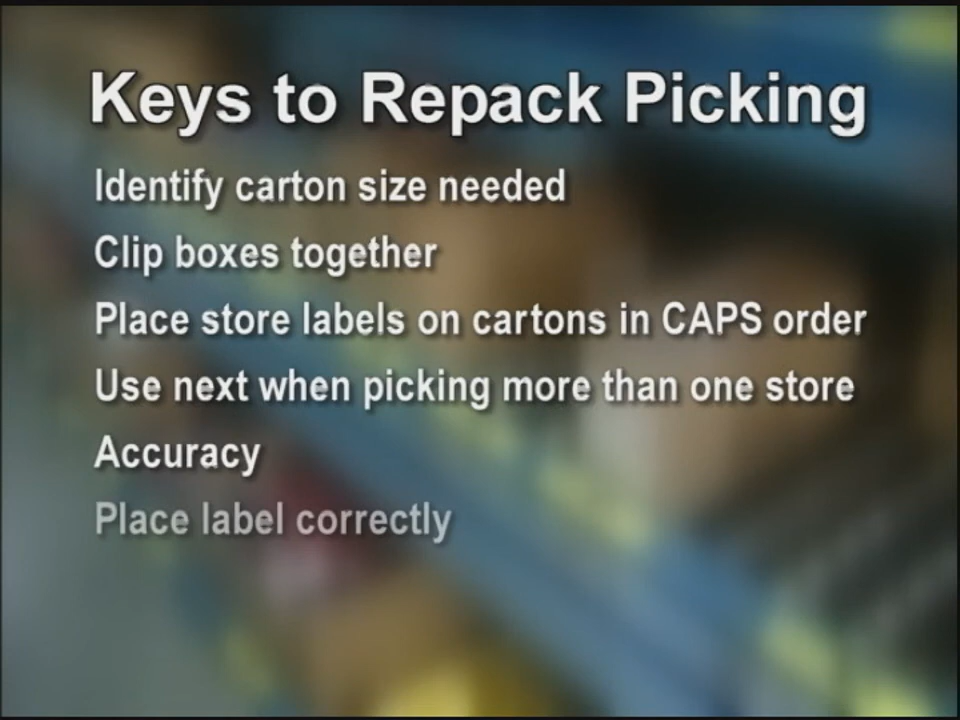 Keys to Repack Picking
Identify carton size needed
Clip boxes together
Place store labels on cartons in CAPS order
Use next when picking more than one store
Accuracy
Place label correctly